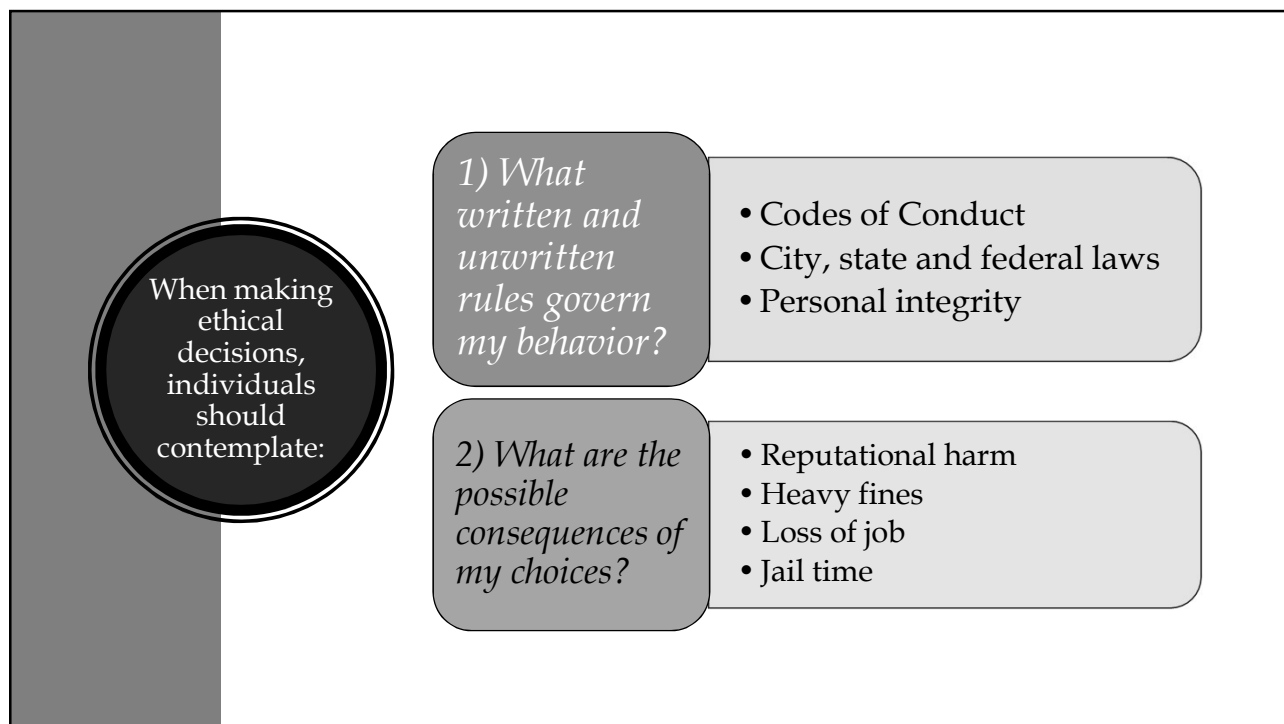 When making
ethical
decisions,
individuals
should
contemplate:
1) What
written and
unwritten
rules govern
my behavior?
• Codes of Conduct
• City, state and federal laws
• Personal integrity
2) What are the
possible
consequences of
my choices?
• Reputational harm
• Heavy fines
• Loss of job
• Jail time